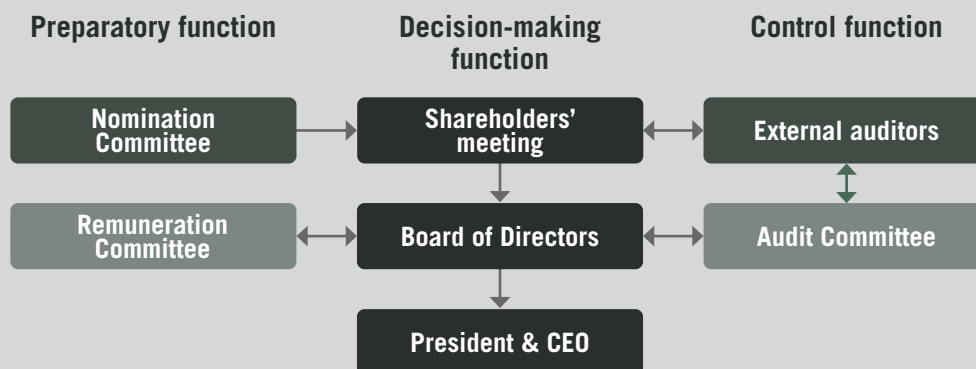 Preparatory function
Decision-making
function
Control function
Nomination
Committee
Shareholders'
meeting
External auditors
Remuneration
Committee
Board of Directors
Audit Committee
President & CEO